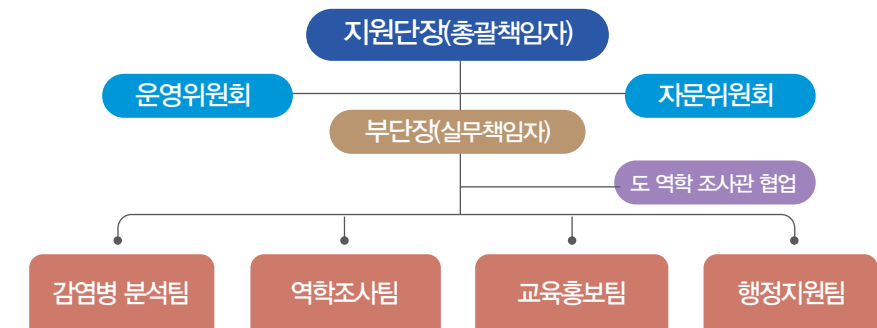 지원단장(총괄책임자)
운영위원회
자문위원회
부단장(실무책임자)
도 역학 조사관 협업
감염병 분석팀
역학조사팀
교육홍보팀
행정지원팀